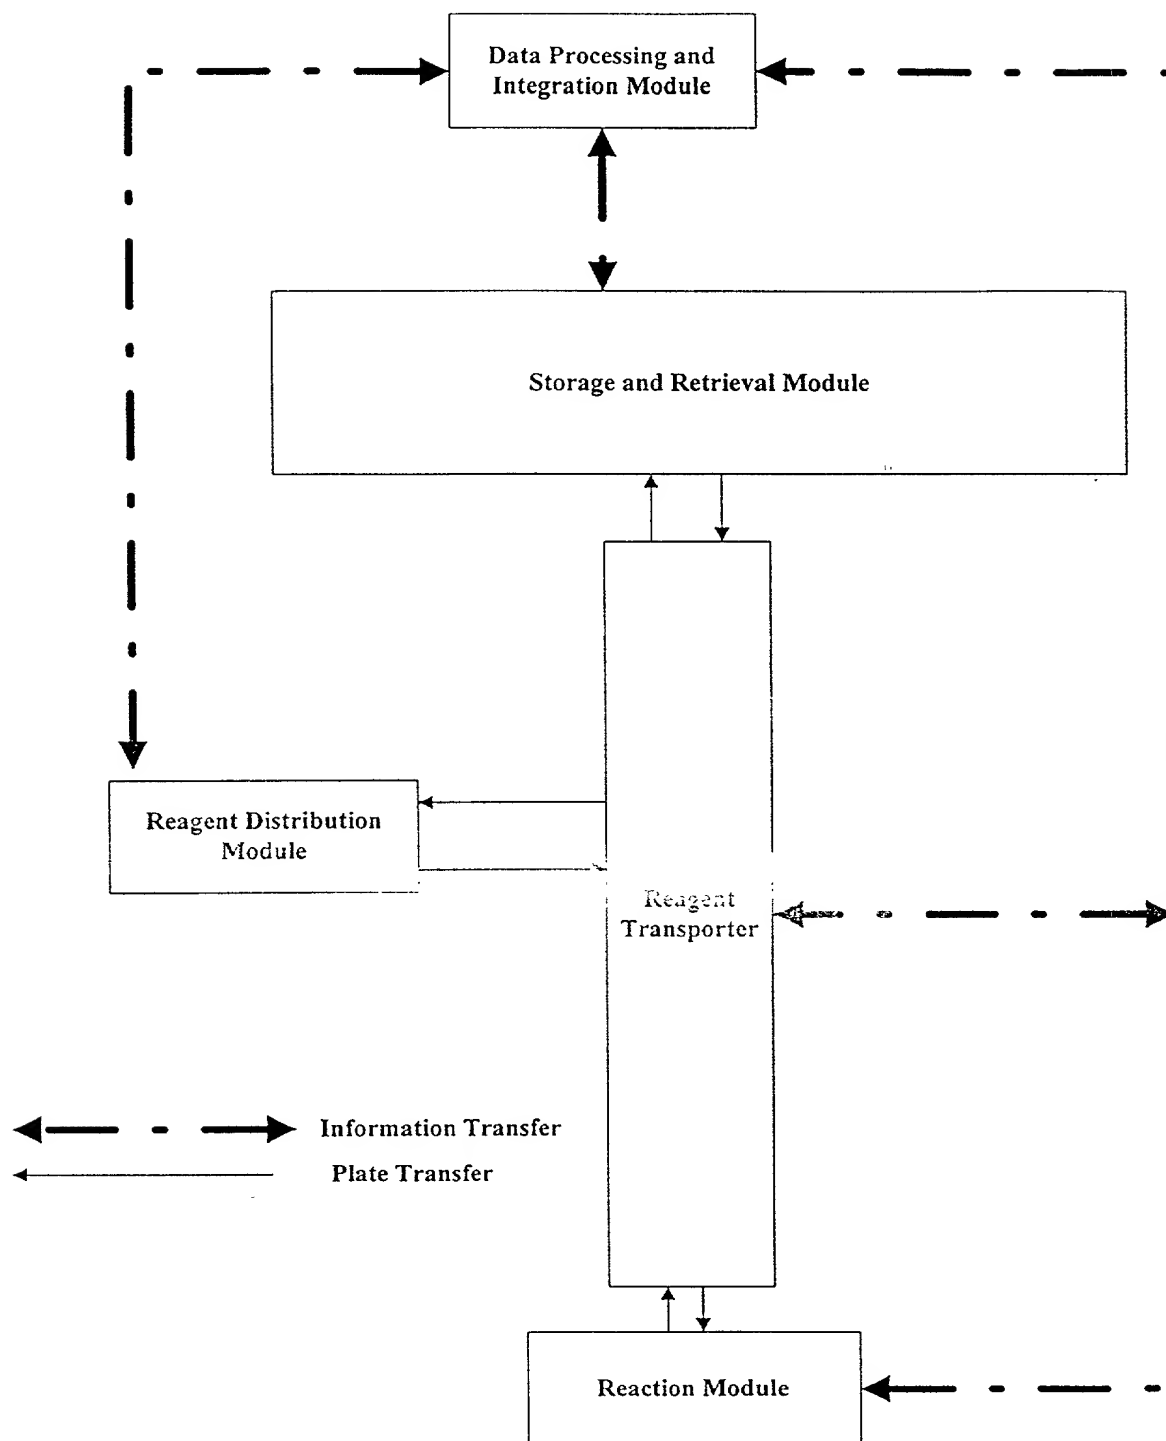 Data Processing and
Integration Module
Storage and Retrieval Module
Reagent Distribution
Module
Reagent
Transporter
Information Transfer
Plate Transfer
Reaction Module